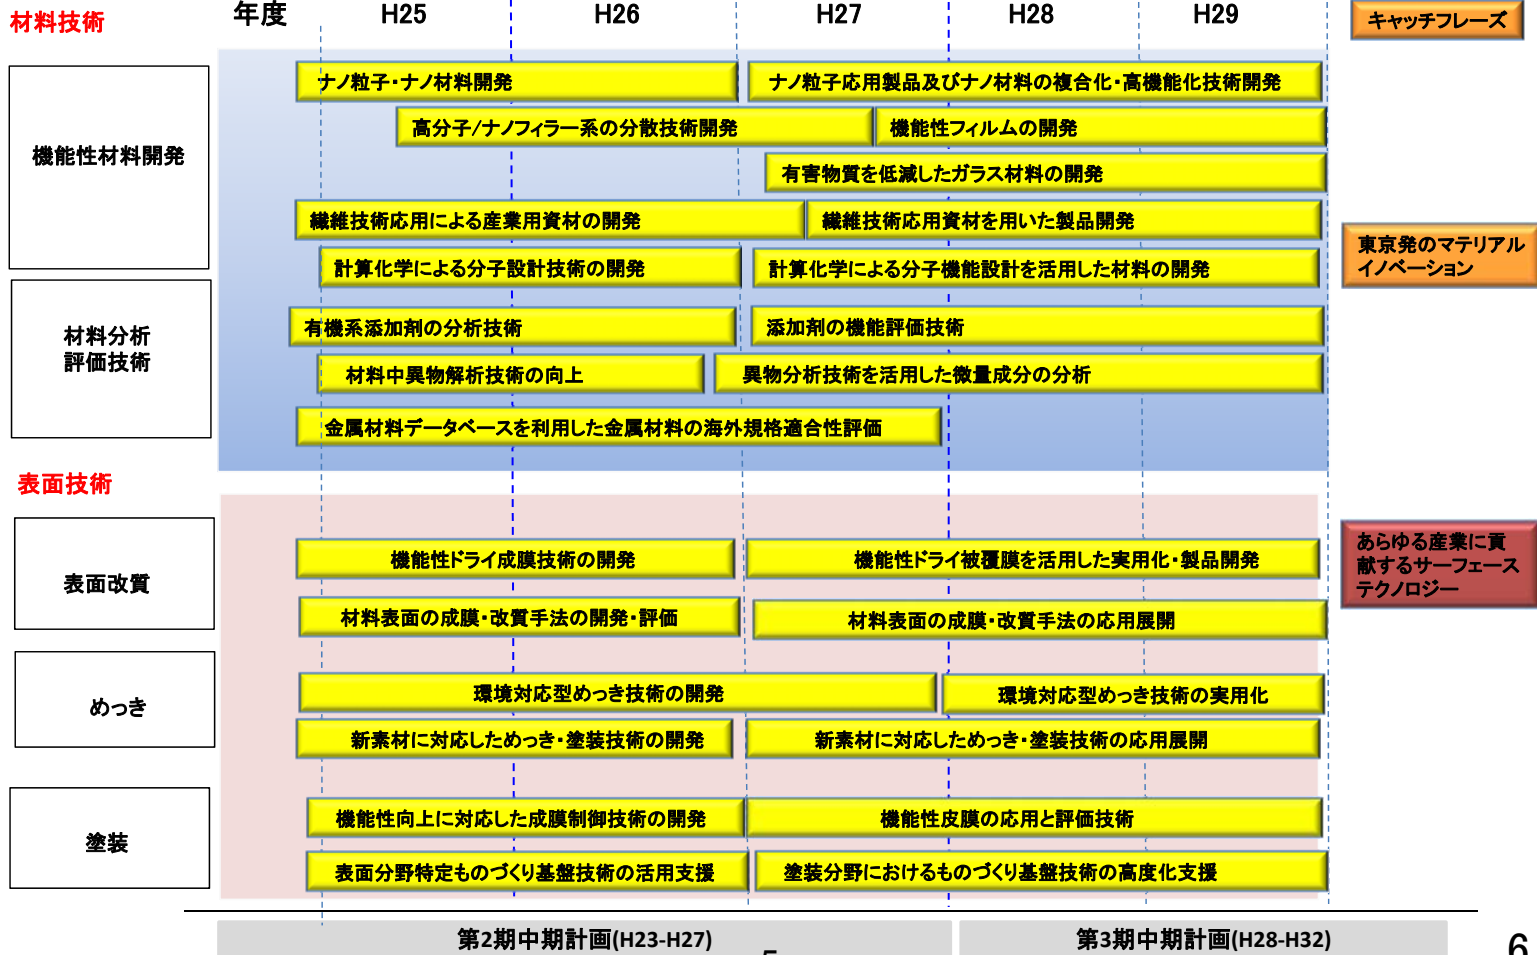 材料技術
年度 H25 H26 H27 H28 H29
キャッチフレーズ
機能性材料開発
ナノ粒子・ナノ材料開発
ナノ粒子応用製品及びナノ材料の複合化・高機能化技術開発
高分子/ナノフィラー系の分散技術開発
機能性フィルムの開発
有害物質を低減したガラス材料の開発
繊維技術応用による産業用資材の開発
繊維技術応用資材を用いた製品開発
計算化学による分子設計技術の開発
計算化学による分子機能設計を活用した材料の開発
東京発のマテリアル
イノベーション
材料分析
評価技術
有機系添加剤の分析技術
添加剤の機能評価技術
材料中異物解析技術の向上
異物分析技術を活用した微量成分の分析
金属材料データベースを利用した金属材料の海外規格適合性評価
表面技術
表面改質
機能性ドライ成膜技術の開発
機能性ドライ被覆膜を活用した実用化・製品開発
材料表面の成膜・改質手法の開発・評価
材料表面の成膜・改質手法の応用展開
あらゆる産業に貢
献するサーフェース
テクノロジー
めっき
環境対応型めっき技術の開発
環境対応型めっき技術の実用化
新素材に対応しためっき・塗装技術の開発
新素材に対応しためっき・塗装技術の応用展開
塗装
機能性向上に対応した成膜制御技術の開発
機能性皮膜の応用と評価技術
表面分野特定ものづくり基盤技術の活用支援
塗装分野におけるものづくり基盤技術の高度化支援
第2期中期計画(H23-H27)
第3期中期計画(H28-H32)
6